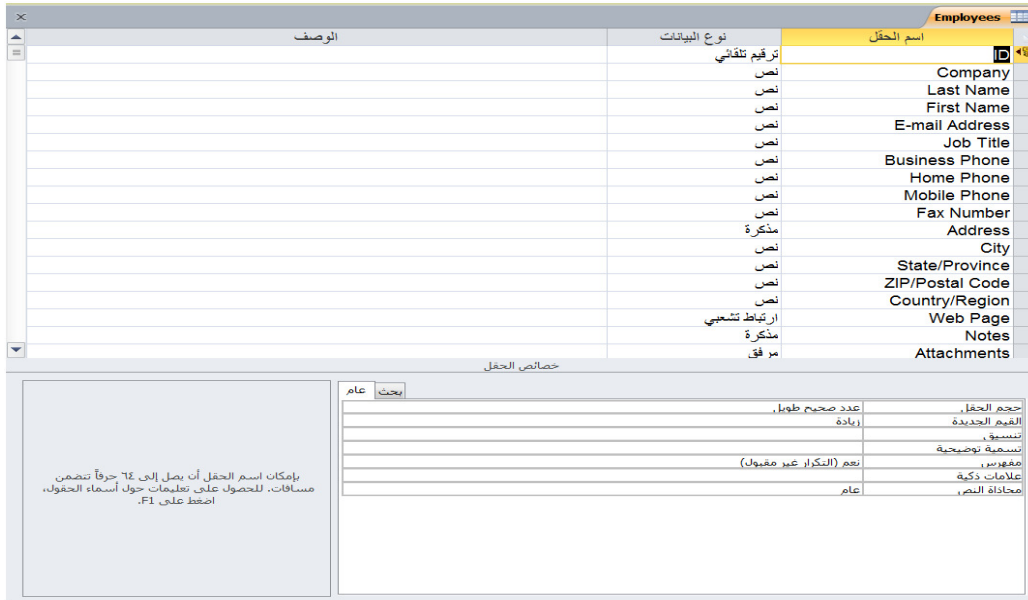 Employees
اسم الحقل نوع البيانات الوصف
ID ترقيم تلقائي
Company نص
Last Name نص
First Name نص
E-mail Address نص
Job Title نص
Business Phone نص
Home Phone نص
Mobile Phone نص
Fax Number نص
Address مذكرة
City نص
State/Province نص
ZIP/Postal Code نص
Country/Region نص
Web Page ارتباط تشعبي
Notes مذكرة
Attachments مرفق
خصائص الحقل
عام بحث
حجم الحقل عدد صحيح طويل
القيم الجديدة زيادة
تنسيق
تسمية توضيحية
مفهرس نعم (التكرار غير مقبول)
علامات ذكية
محاذاة النص عام
بإمكان اسم الحقل أن يصل إلى ٦٤ حرفاً تتضمن
مسافات. للحصول على تعليمات حول أسماء الحقول،
اضغط على F1.